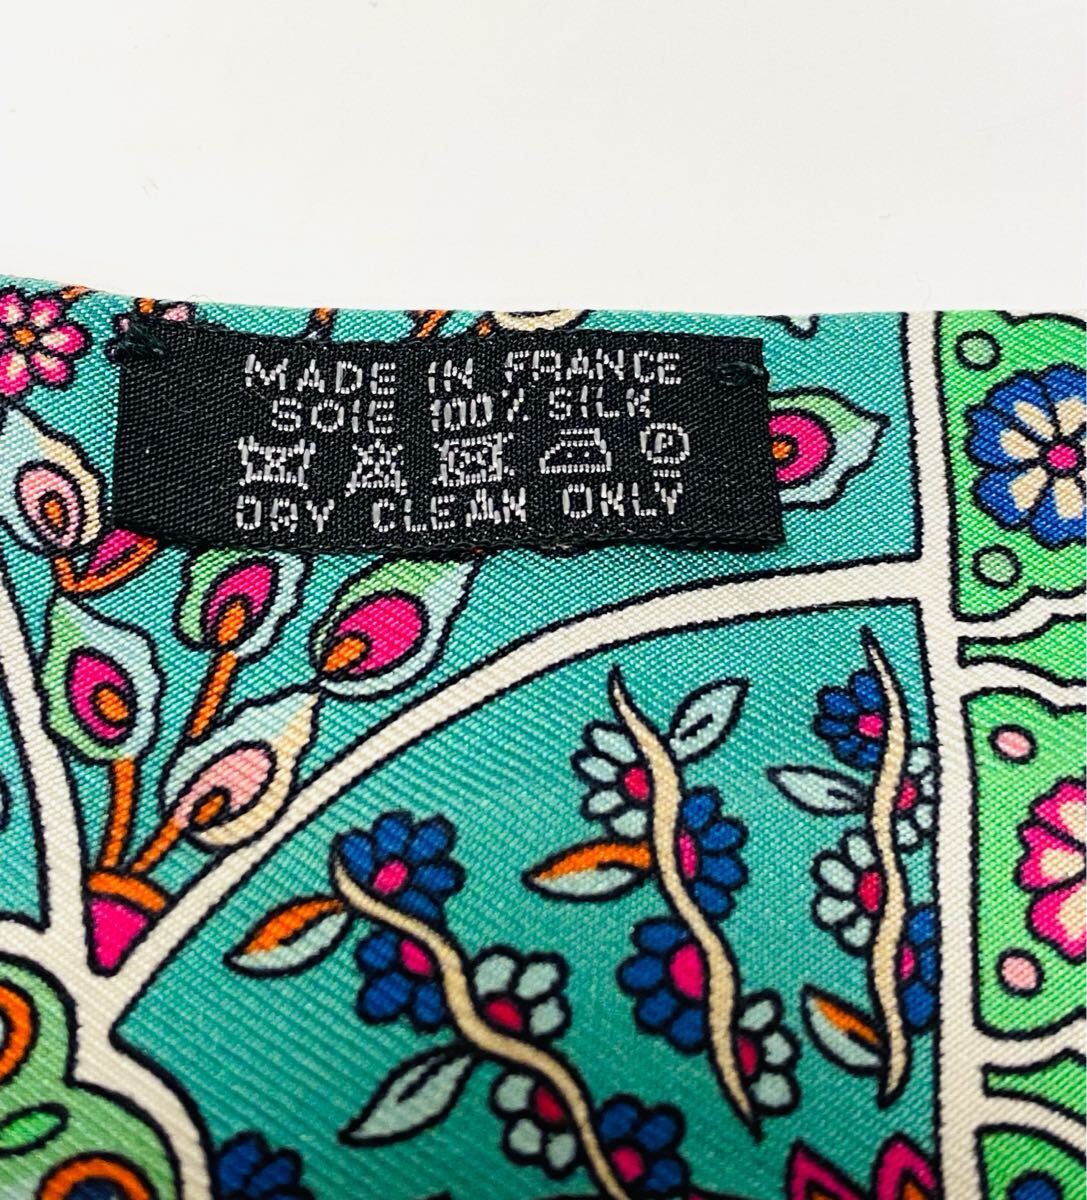 MADE IN FRANCE
SOIE 100% SILK
P
DRY CLEAN ONLY